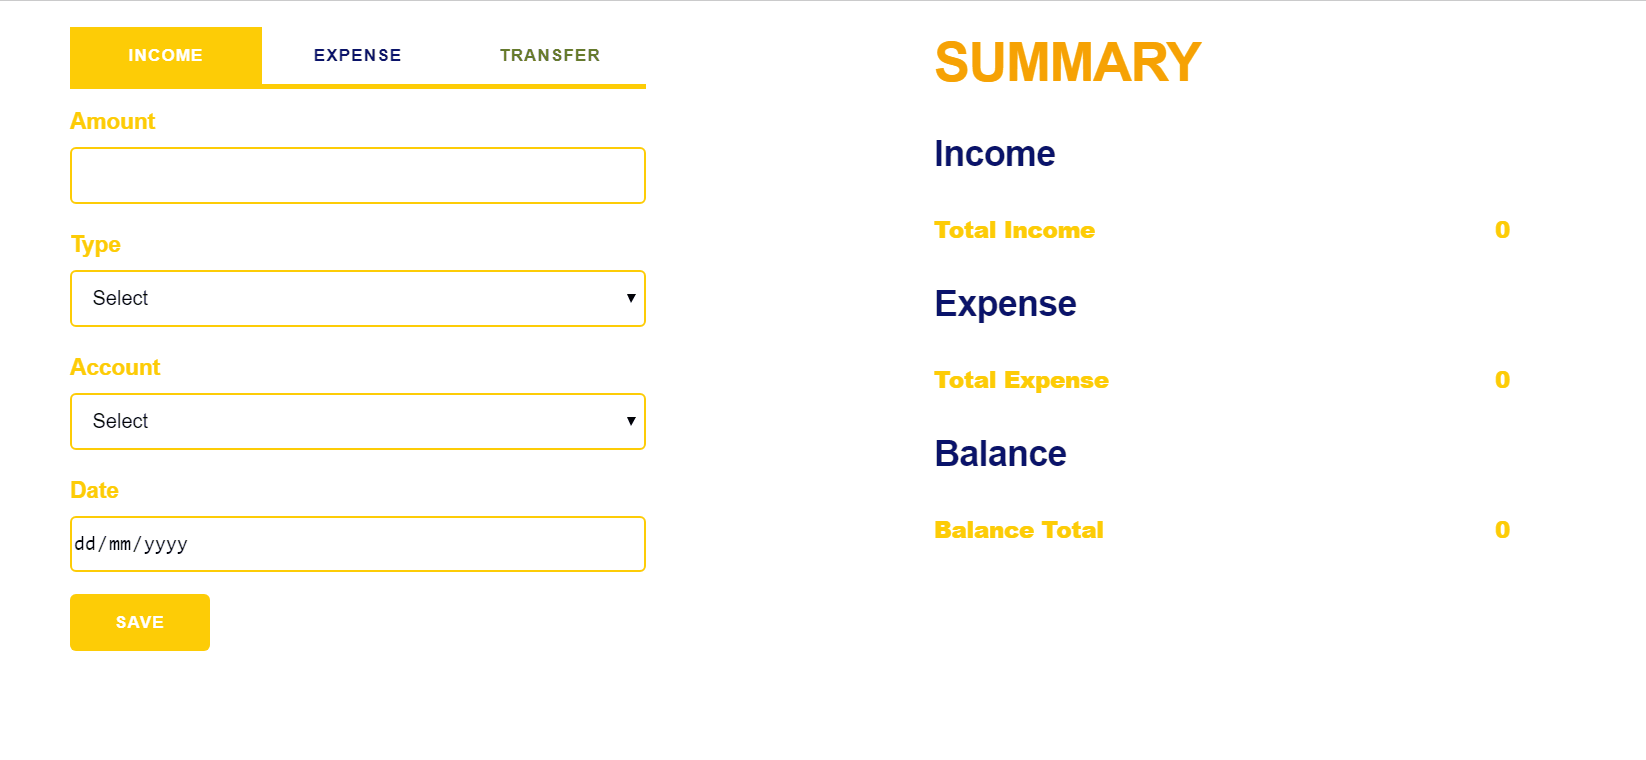 INCOME EXPENSE TRANSFER
Amount
Type
Select
Account
Select
Date
dd/mm/yyyy
SAVE
SUMMARY
Income
Total Income 0
Expense
Total Expense 0
Balance
Balance Total 0